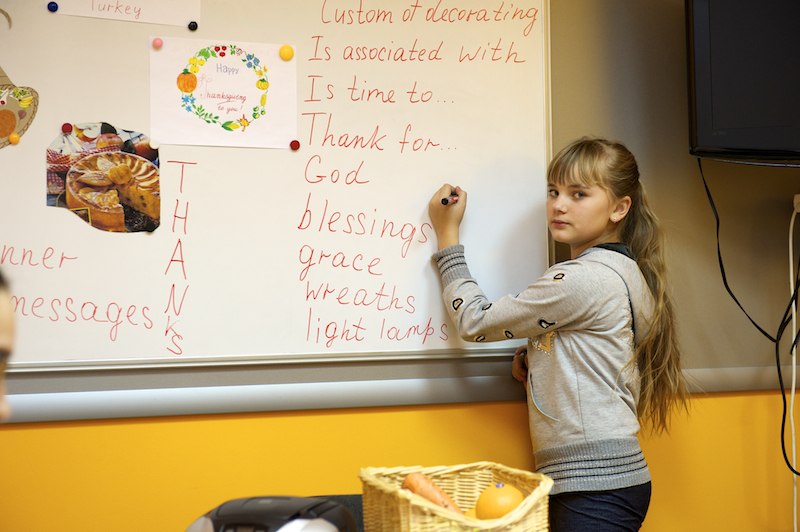 Turkey
Custom of decorating
Happy
Thanksgiving
to you!
Is associated with
Is time to...
Thank for...
God
blessings
grace
wreaths
light lamps
THANKS
nner
messages